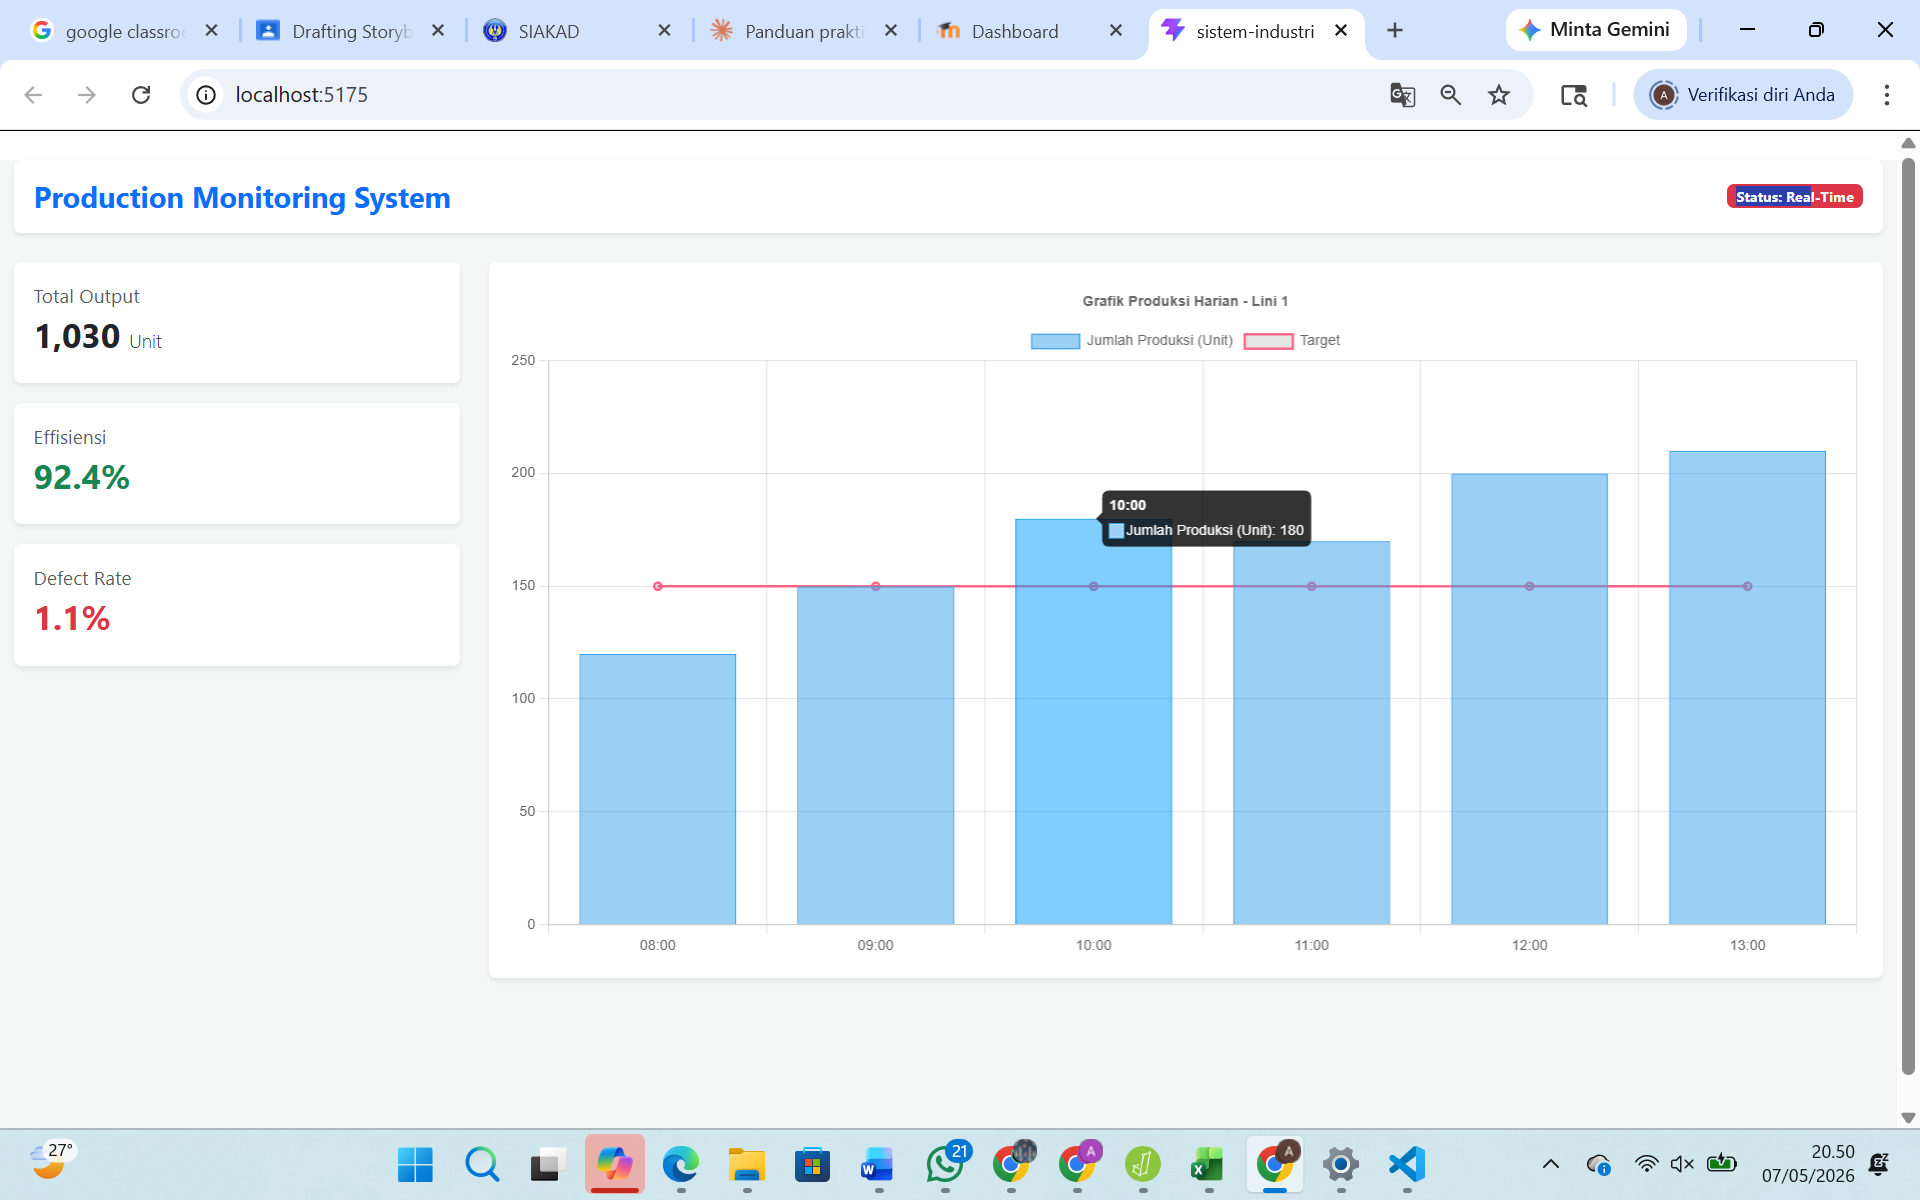 google classro
Drafting Storyb
SIAKAD
Panduan prakti
Dashboard
sistem-industri
Minta Gemini
localhost:5175
Verifikasi diri Anda
Production Monitoring System
Status: Real-Time
Total Output
1,030 Unit
Effisiensi
92.4%
Defect Rate
1.1%
Grafik Produksi Harian - Lini 1
Jumlah Produksi (Unit)
Target
250
200
150
100
50
0
10:00
Jumlah Produksi (Unit): 180
08:00
09:00
10:00
11:00
12:00
13:00
27°
21
20.50
07/05/2026